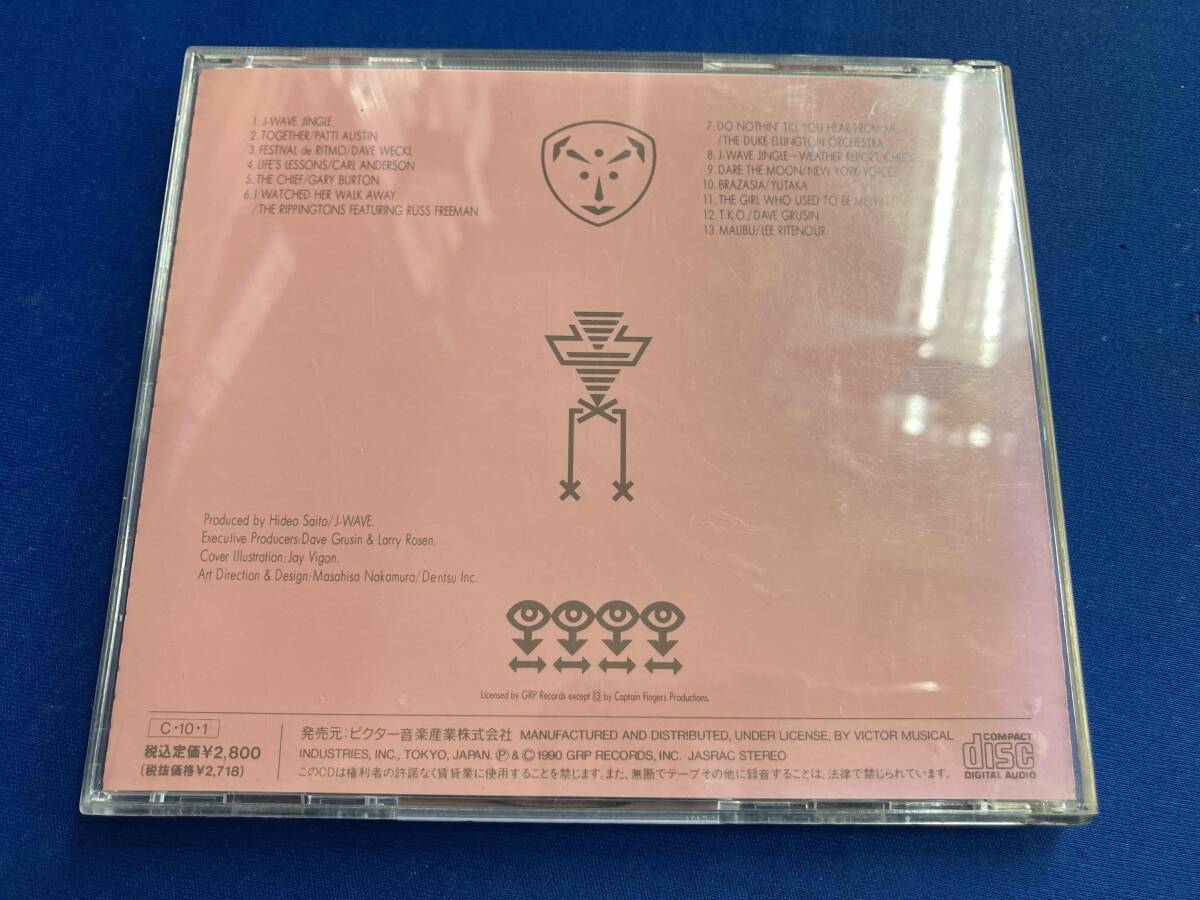 1. J-WAVE JINGLE
2. TOGETHER/PATTI AUSTIN
3. FESTIVAL de RITMO/DAVE WECKL
4. LIFE'S LESSONS/CARL ANDERSON
5. THE CHIEF/GARY BURTON
6. I WATCHED HER WALK AWAY
/THE RIPPINGTONS FEATURING RUSS FREEMAN
7. DO NOTHIN' TILL YOU HEAR FROM ME
/THE DUKE ELLINGTON ORCHESTRA
8. J-WAVE JINGLE~WEATHER REPORT/CHICK
9. DARE THE MOON/NEW YORK VOICES
10. BRAZASIA/YUTAKA
11. THE GIRL WHO USED TO BE ME/
12. T.K.O./DAVE GRUSIN
13. MALIBU/LEE RITENOUR
Produced by Hideo Saito/J-WAVE.
Executive Producers:Dave Grusin & Larry Rosen.
Cover Illustration:Jay Vigon.
Art Direction & Design:Masahisa Nakamura/Dentsu Inc.
Licensed by GRP Records except 13 by Captain Fingers Productions.
C・10・1
税込定価¥2,800
(税抜価格¥2,718)
発売元:ビクター音楽産業株式会社 MANUFACTURED AND DISTRIBUTED, UNDER LICENSE, BY VICTOR MUSICAL
INDUSTRIES, INC., TOKYO, JAPAN. Ⓟ & © 1990 GRP RECORDS, INC. JASRAC STEREO
このCDは権利者の許諾なく賃貸業に使用することを禁じます。また、無断でテープその他に録音することは、法律で禁じられています。
COMPACT
disc
DIGITAL AUDIO